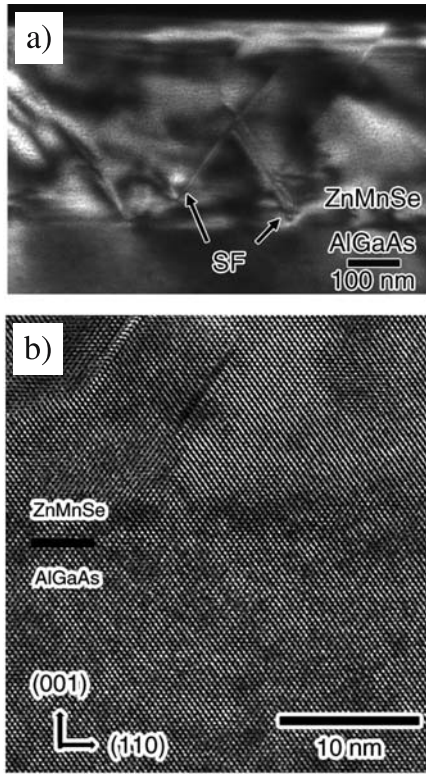 a)
ZnMnSe
AlGaAs
SF
100 nm
b)
ZnMnSe
AlGaAs
(001)
(110)
10 nm